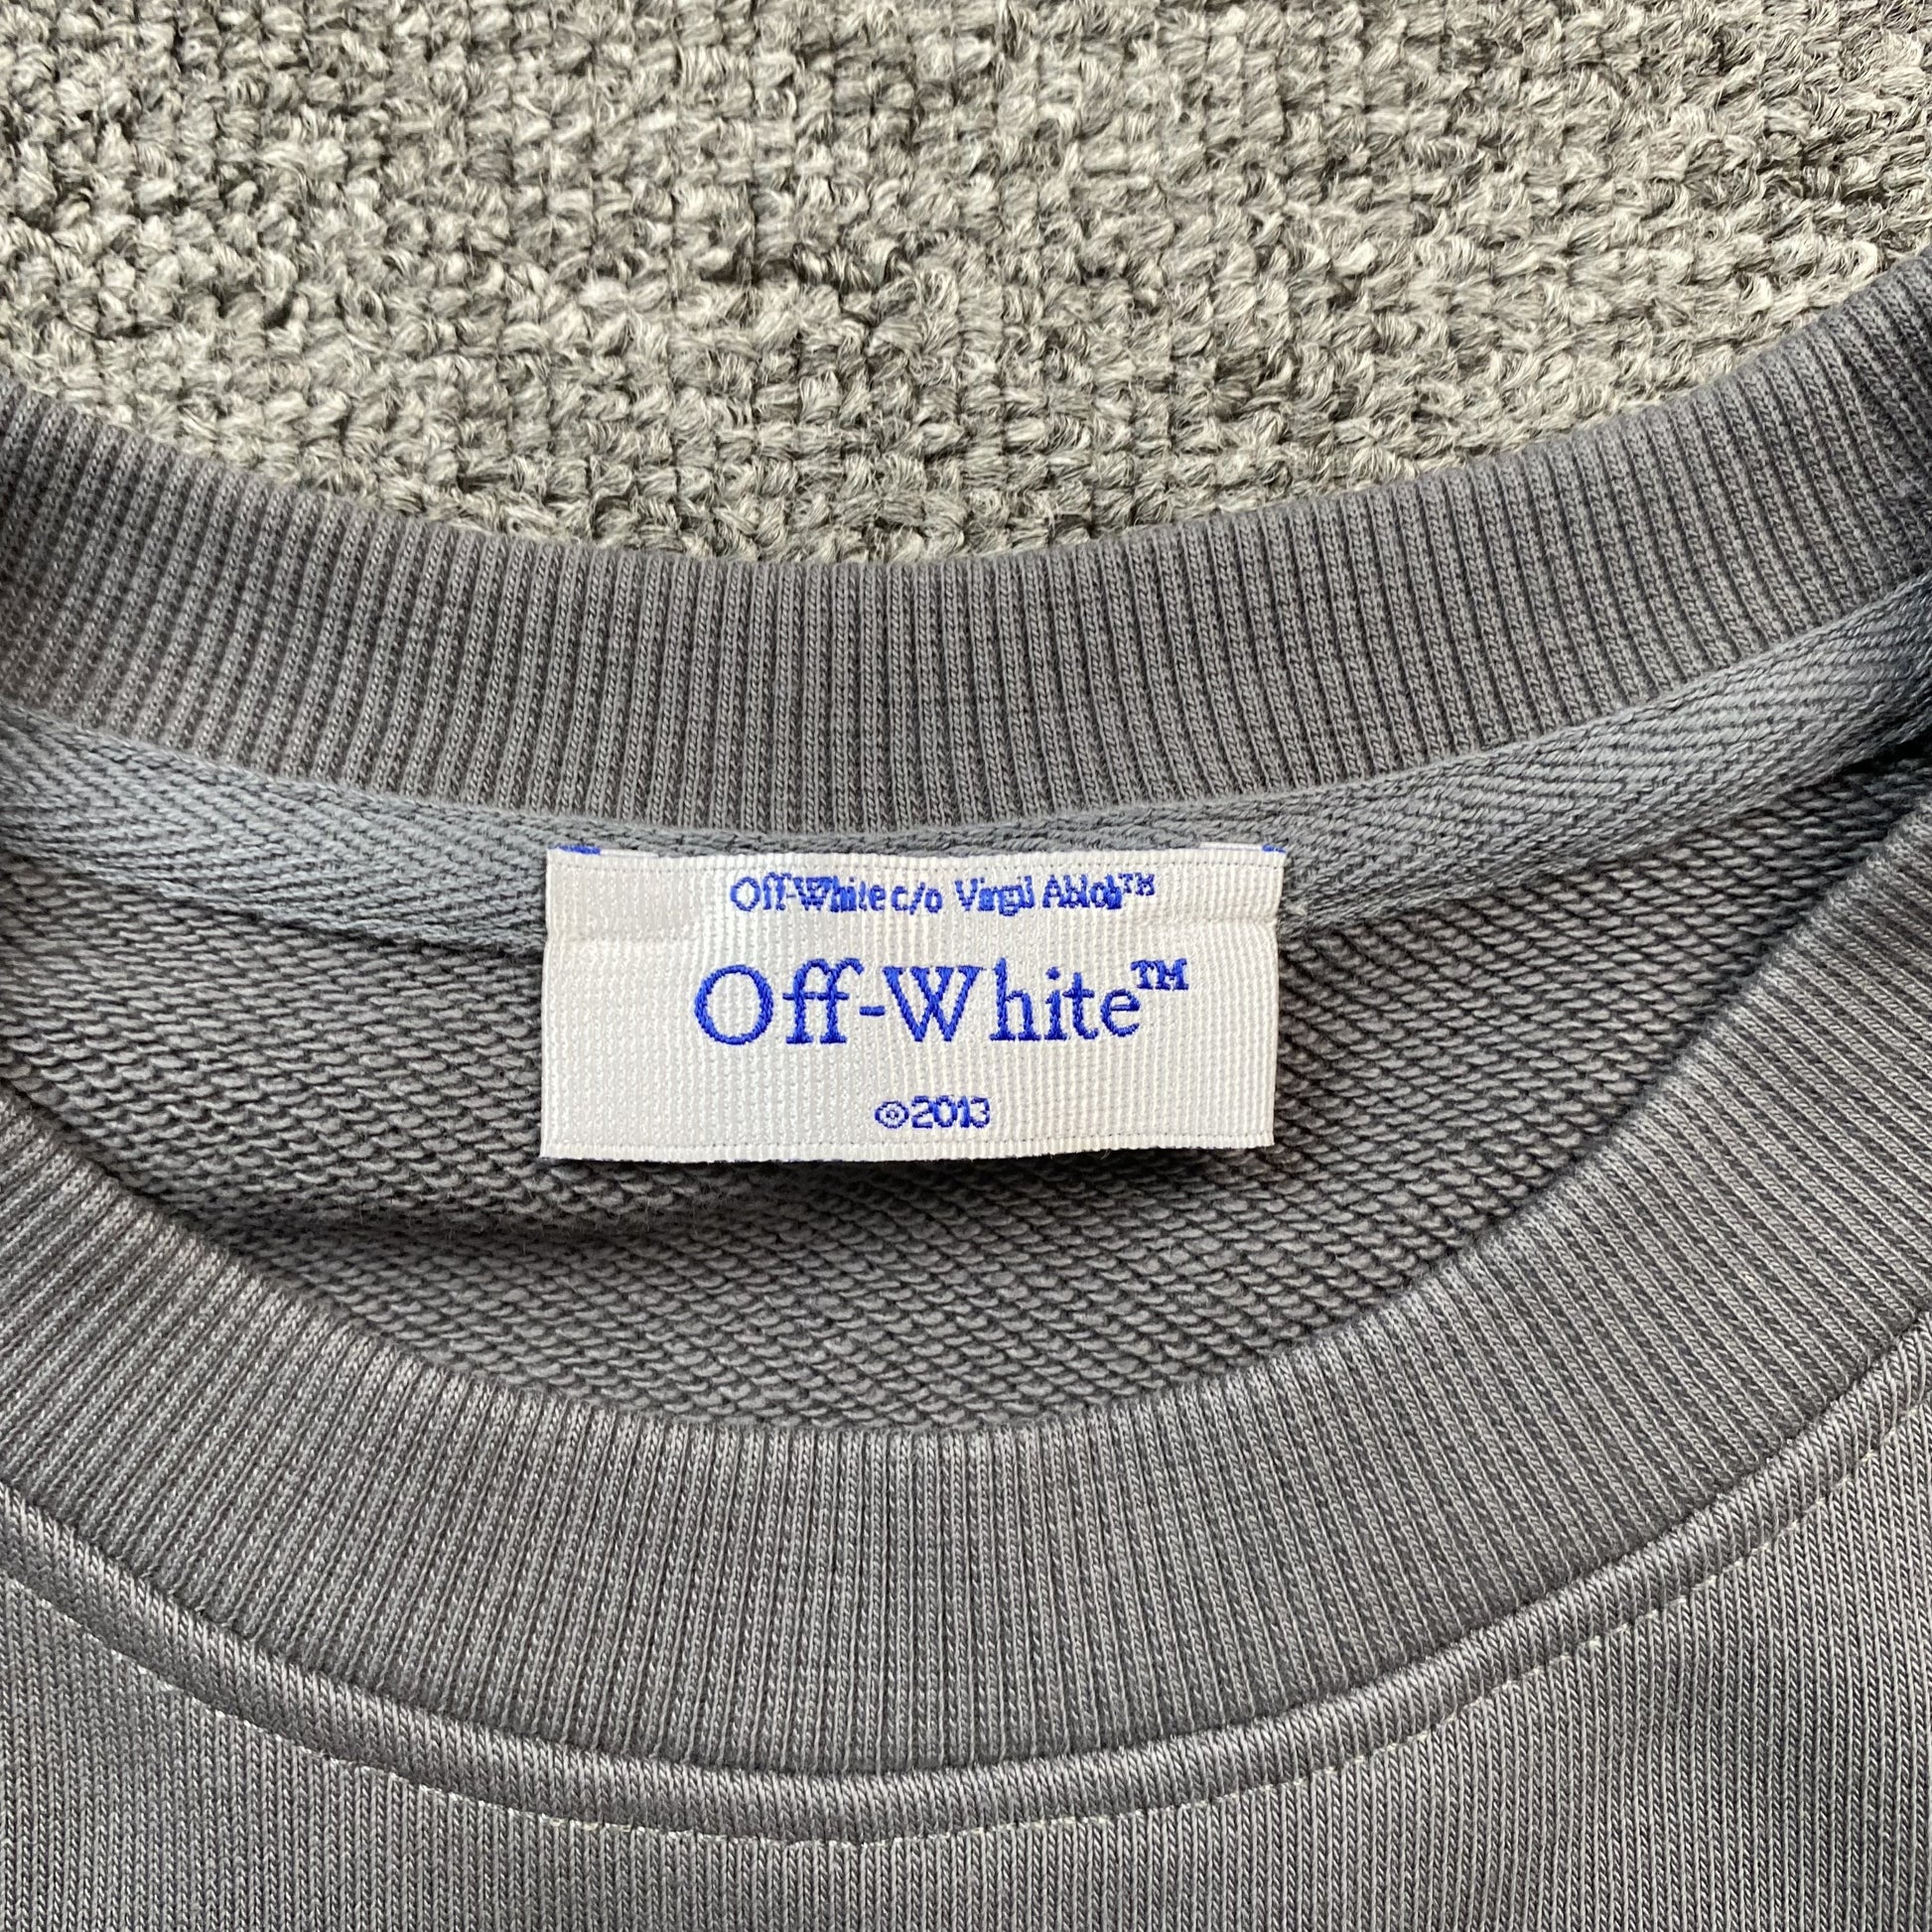 Off-White c/o Virgil Abloh™
Off-White™
©2013